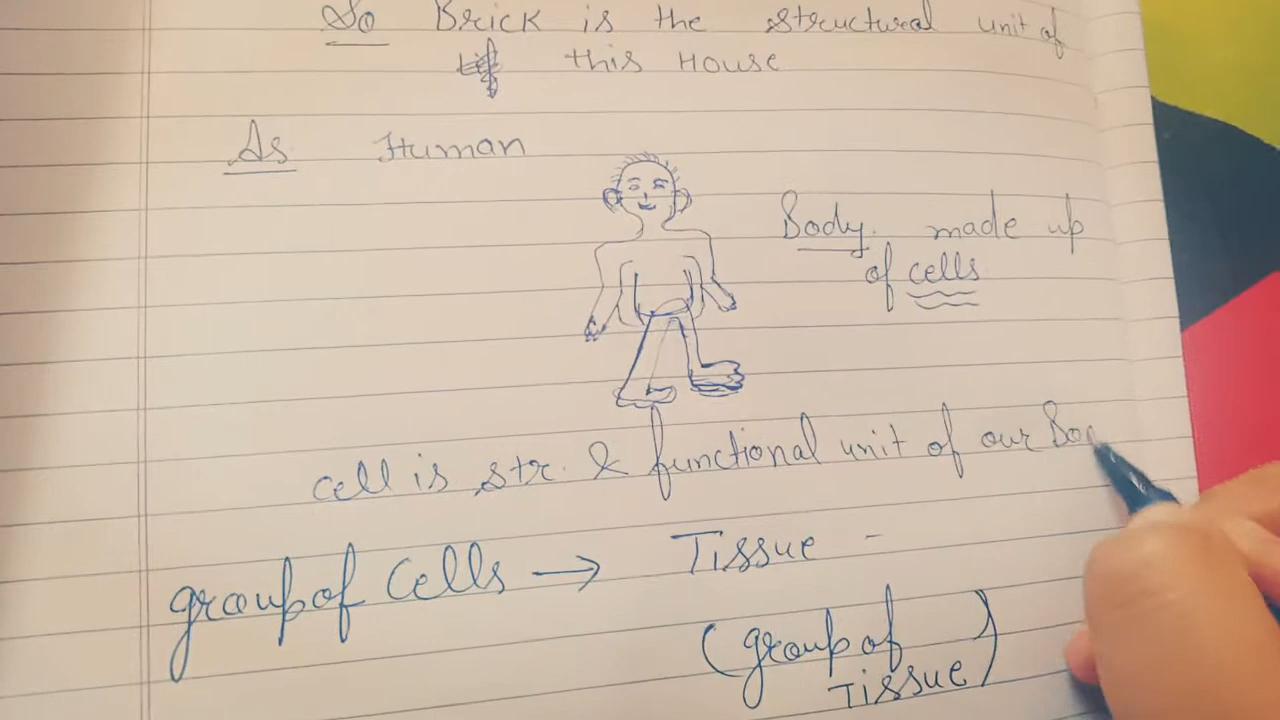 So Brick is the structural unit of
this House
As Human
Body. made up
of cells
cell is str. & functional unit of our Bo
group of cells → Tissue -
(group of
Tissue)